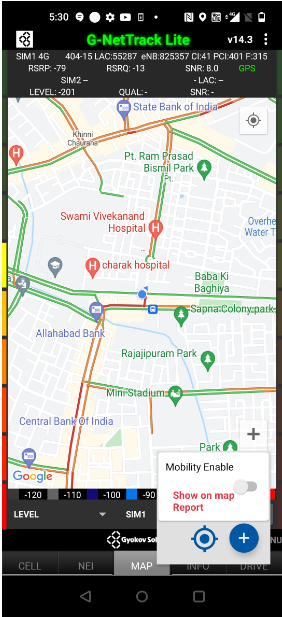 5:30
4G
G-NetTrack Lite
v14.3
SIM1 4G 404-15 LAC:55287 eNB:825357 CI:41 PCI:401 F:315
RSRP: -79 RSRQ: -13 SNR: 8.0 GPS
SIM2 -- - LAC: --
LEVEL: -201 QUAL: - SNR: -
State Bank of India
Khinni
Chauraha
Pt. Ram Prasad
Bismil Park
Pt.
Swami Vivekanand
Hospital
Overhe
Water T
charak hospital
Baba Ki
Baghiya
Sapna Colony park
Allahabad Bank
Rajajipuram Park
Mini Stadium
Central Bank Of India
Park
+
Google
Mobility Enable
Show on map
Report
-120 -110 -100 -90
LEVEL SIM1
+
Gyokov Sol
NU
CELL NEI MAP INFO DRIVE